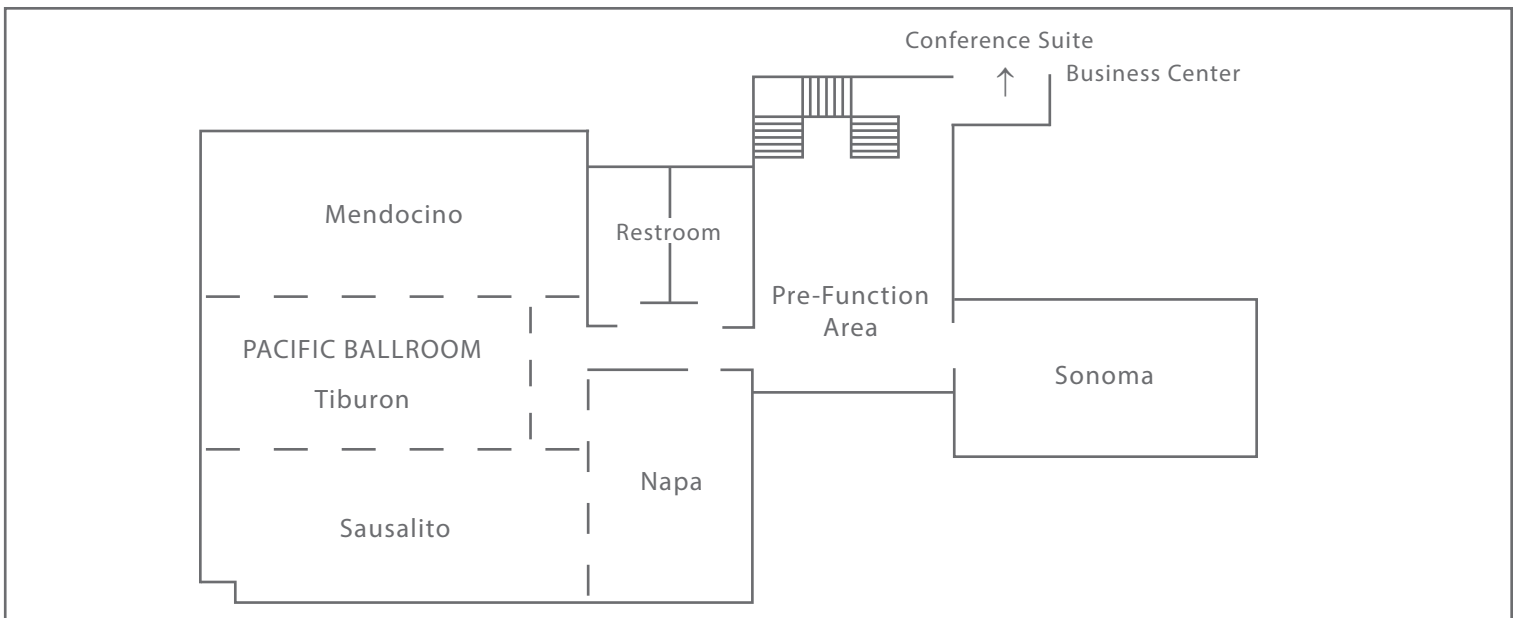 Conference Suite
Business Center
Mendocino
Restroom
Pre-Function
Area
PACIFIC BALLROOM
Tiburon
Sonoma
Napa
Sausalito